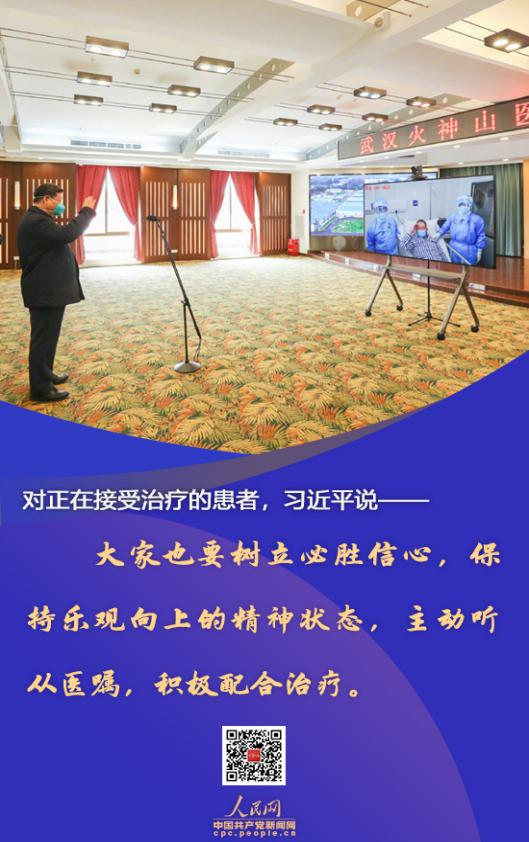 武汉火神山医
对正在接受治疗的患者，习近平说——
大家也要树立必胜信心，保
持乐观向上的精神状态，主动听
从医嘱，积极配合治疗。
人民网
中国共产党新闻网
cpc.people.cn